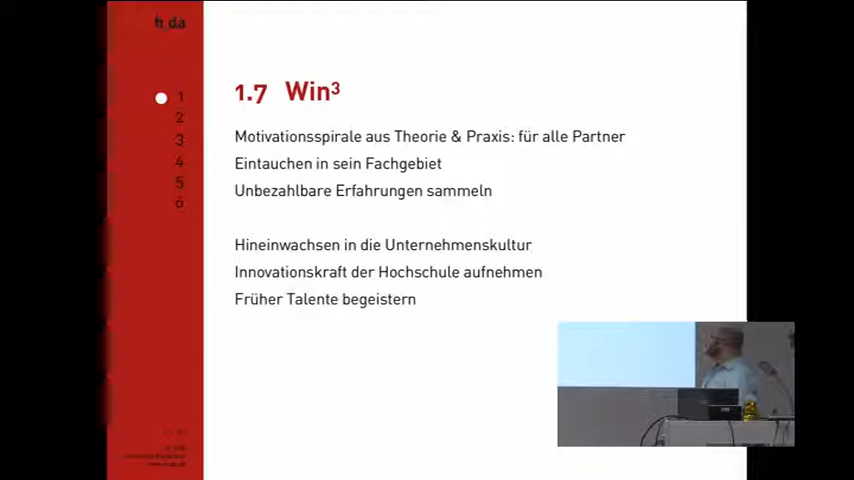 h_da
1
2
3
4
5
6
1.7 Win³
Motivationsspirale aus Theorie & Praxis: für alle Partner
Eintauchen in sein Fachgebiet
Unbezahlbare Erfahrungen sammeln
Hineinwachsen in die Unternehmenskultur
Innovationskraft der Hochschule aufnehmen
Früher Talente begeistern